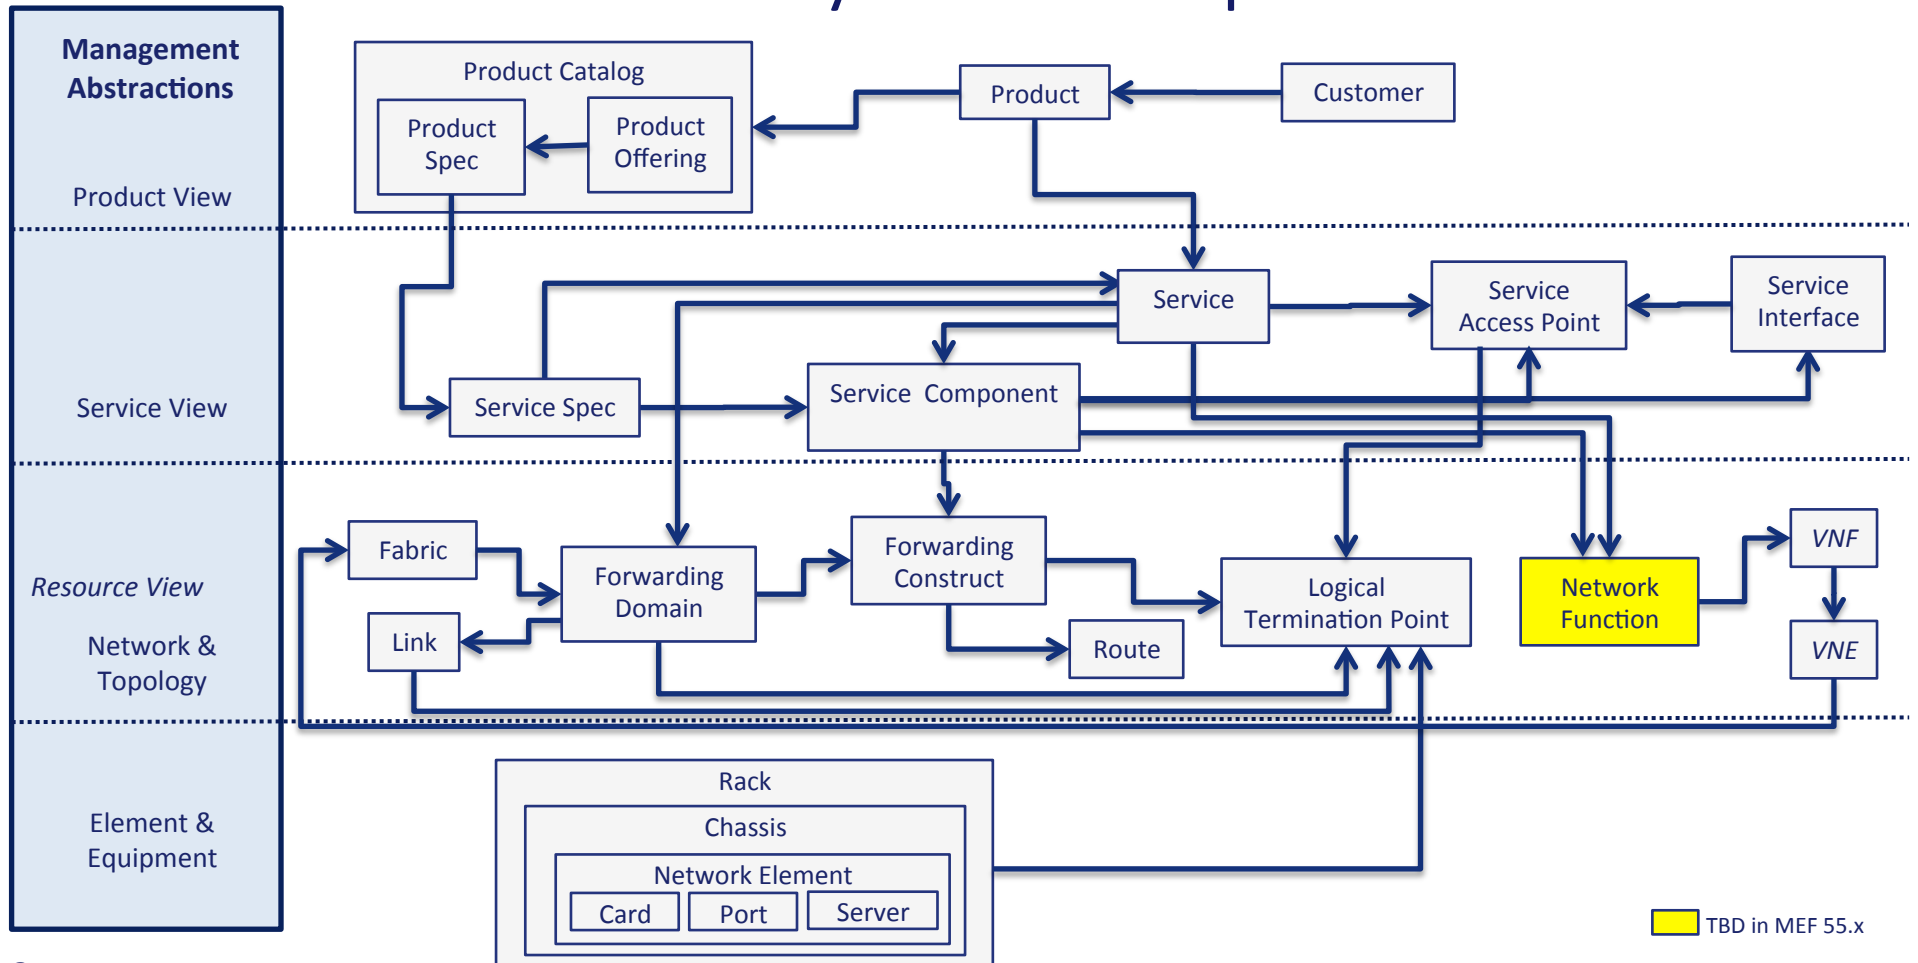 Management
Abstractions
Product View
Service View
Resource View
Network &
Topology
Element &
Equipment
Product Catalog
Product
Spec
Product
Offering
Product
Customer
Service
Service
Access Point
Service
Interface
Service Spec
Service Component
Fabric
Forwarding
Domain
Link
Forwarding
Construct
Route
Logical
Termination Point
Network
Function
VNF
VNE
Rack
Chassis
Network Element
Card
Port
Server
TBD in MEF 55.x